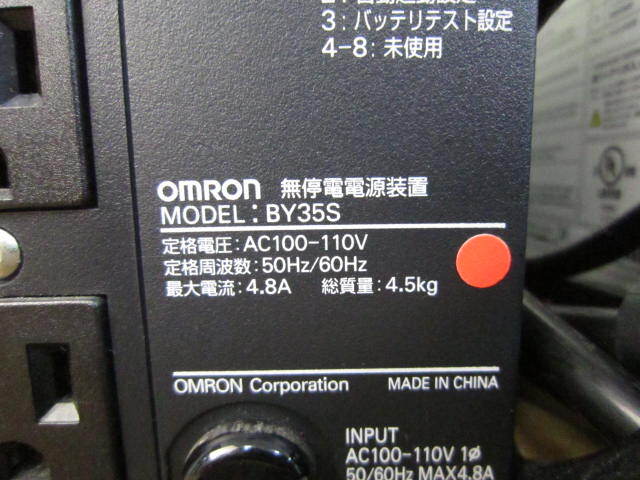 3：バッテリテスト設定
4-8：未使用
OMRON 無停電電源装置
MODEL：BY35S
定格電圧：AC100-110V
定格周波数：50Hz/60Hz
最大電流：4.8A 総質量：4.5kg
OMRON Corporation MADE IN CHINA
INPUT
AC100-110V 1ø
50/60Hz MAX4.8A